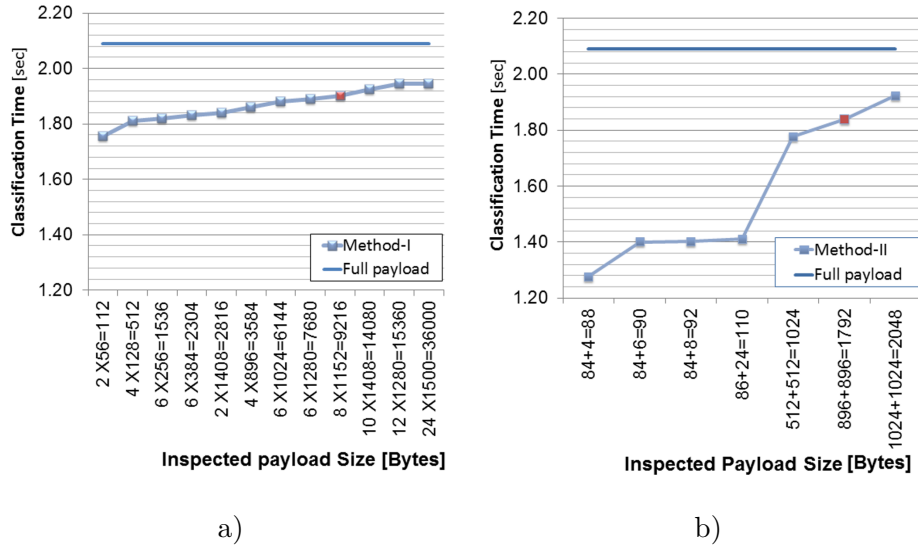 2.20
2.00
1.80
1.60
1.40
1.20
Classification Time [sec]
Method-I
Full payload
2 X56=112
4 X128=512
6 X256=1536
6 X384=2304
2 X1408=2816
4 X896=3584
6 X1024=6144
6 X1280=7680
8 X1152=9216
10 X1408=14080
12 X1280=15360
24 X1500=36000
Inspected payload Size [Bytes]
a)
2.20
2.00
1.80
1.60
1.40
1.20
Classification Time [sec]
Method-II
Full payload
84+4=88
84+6=90
84+8=92
86+24=110
512+512=1024
896+896=1792
1024+1024=2048
Inspected Payload Size [Bytes]
b)